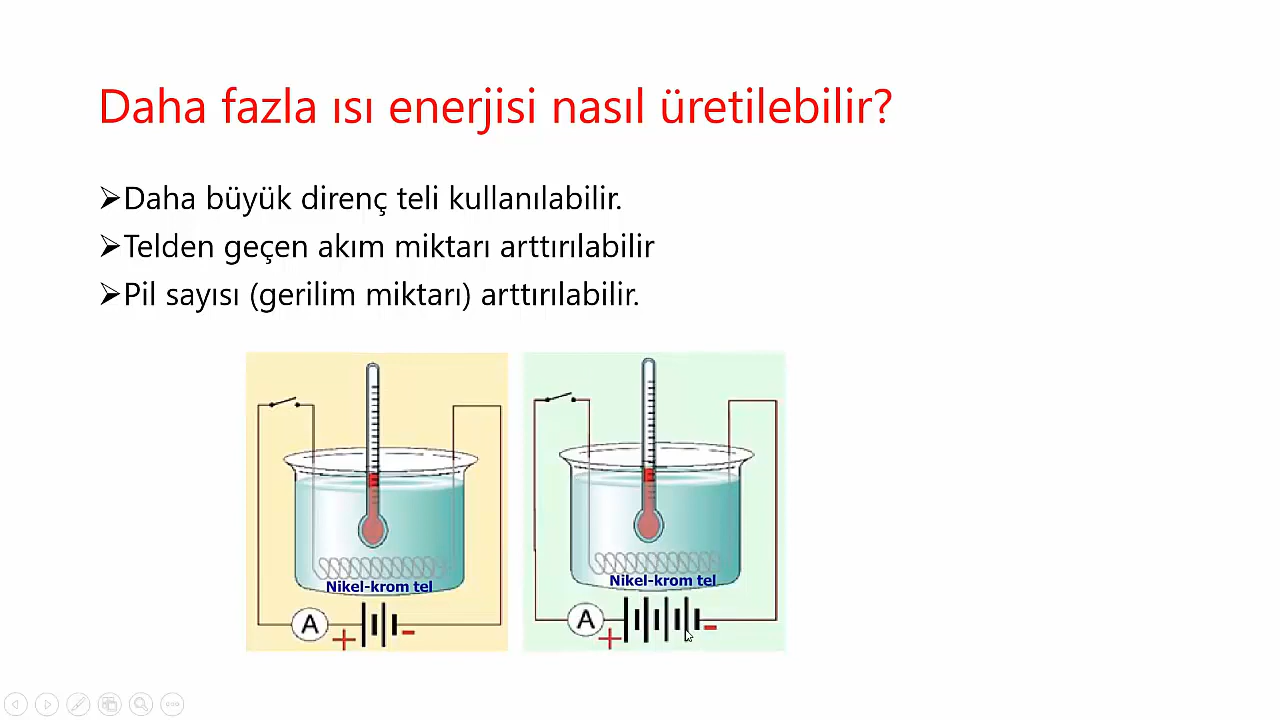 Daha fazla ısı enerjisi nasıl üretilebilir?
➢Daha büyük direnç teli kullanılabilir.
➢Telden geçen akım miktarı arttırılabilir
➢Pil sayısı (gerilim miktarı) arttırılabilir.
Nikel-krom tel
A
+ -
Nikel-krom tel
A
+ -